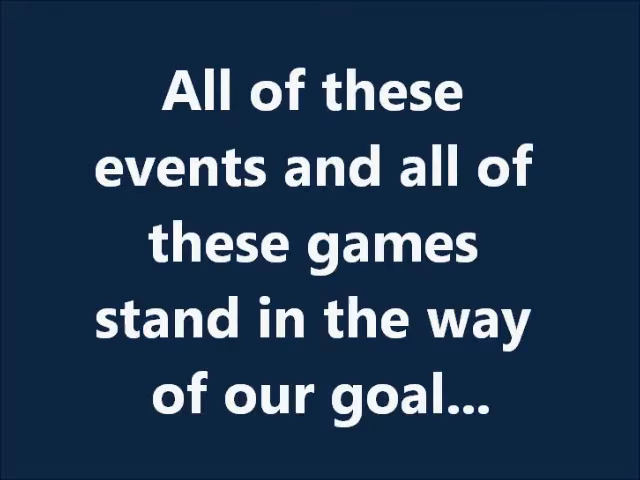 All of these
events and all of
these games
stand in the way
of our goal...